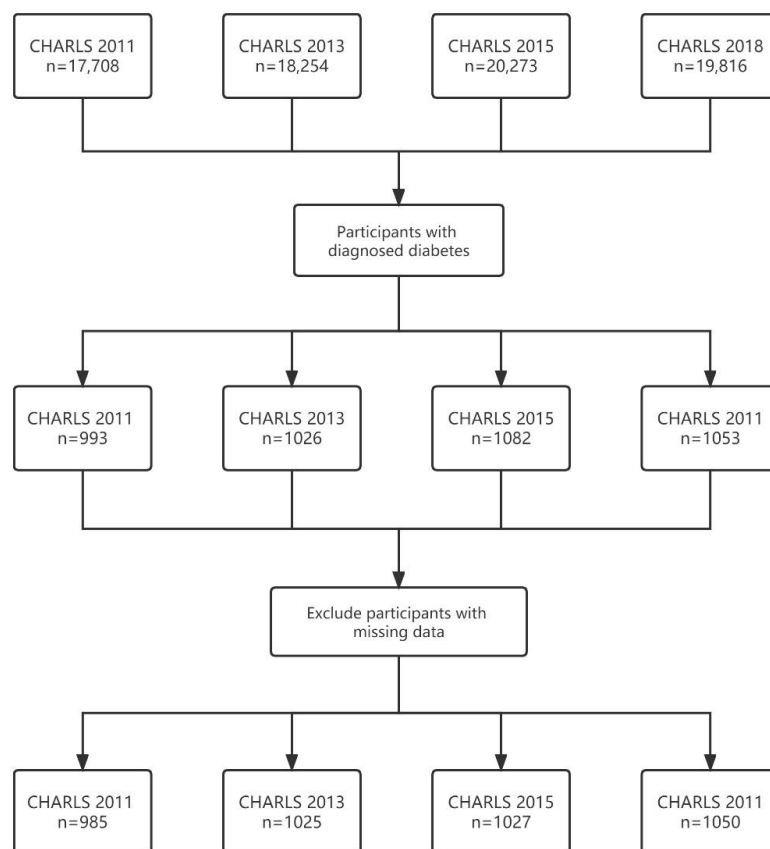 CHARLS 2011
n=17,708
CHARLS 2013
n=18,254
CHARLS 2015
n=20,273
CHARLS 2018
n=19,816
Participants with
diagnosed diabetes
CHARLS 2011
n=993
CHARLS 2013
n=1026
CHARLS 2015
n=1082
CHARLS 2011
n=1053
Exclude participants with
missing data
CHARLS 2011
n=985
CHARLS 2013
n=1025
CHARLS 2015
n=1027
CHARLS 2011
n=1050